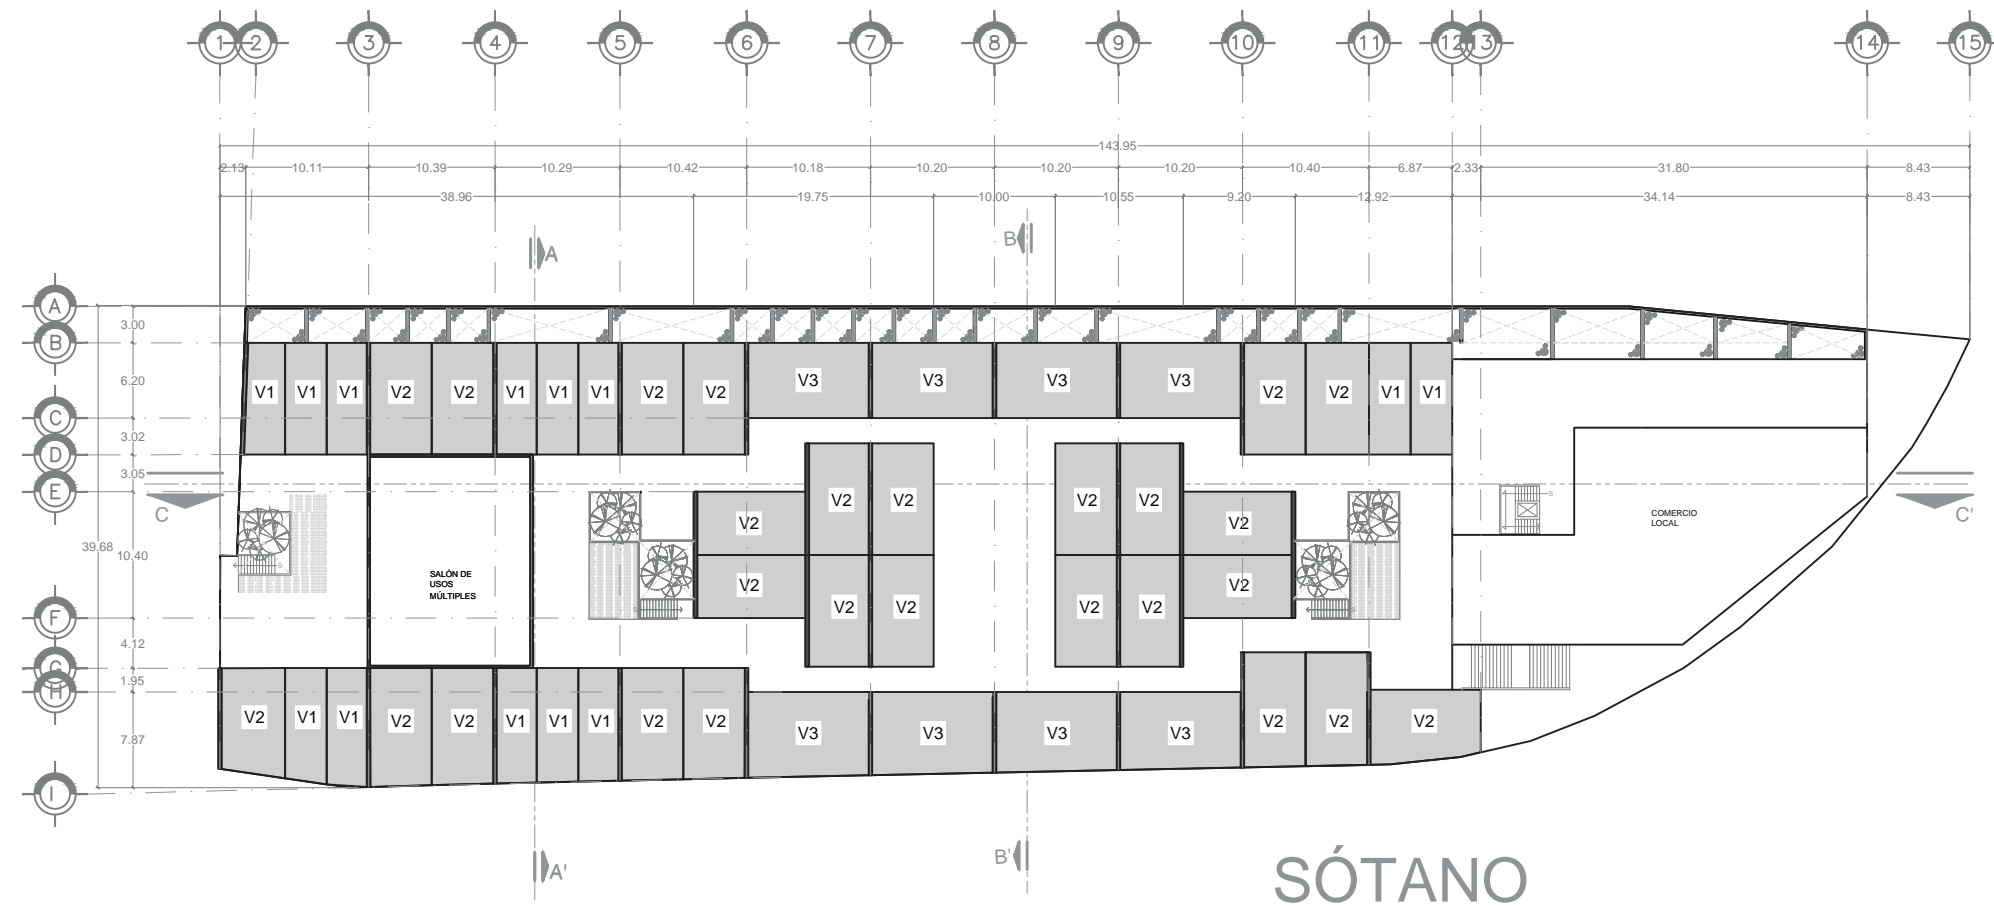 1 2 3 4 5 6 7 8 9 10 11 12 13 14 15
143.95
2.13 10.11 10.39 10.29 10.42 10.18 10.20 10.20 10.20 10.40 6.87 2.33 31.80 8.43
38.96 19.75 10.00 10.55 9.20 12.92 34.14 8.43
A B
A
3.00
B
6.20
C
3.02
D
3.05
E
C C'
39.68
10.40
F
4.12
G
1.95
H
7.87
I
V1 V1 V1 V2 V2 V1 V1 V1 V2 V2 V3 V3 V3 V3 V2 V2 V1 V1
V2 V2 V2 V2
V2 V2
COMERCIO
LOCAL
SALÓN DE
USOS
MÚLTIPLES
V2 V2
V2 V2 V2 V2
V2 V1 V1 V2 V2 V1 V1 V1 V2 V2 V3 V3 V3 V3 V2 V2 V2
A' B'
SÓTANO